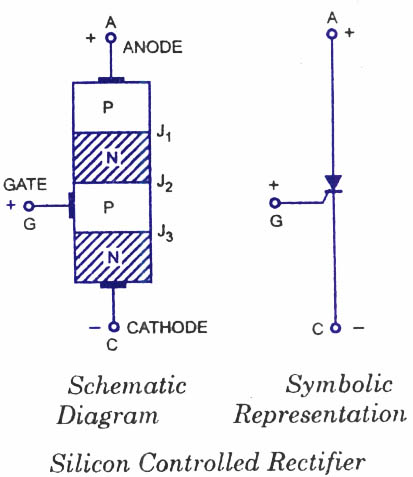 A
+
ANODE
P
J1
N
J2
GATE
+
G
P
J3
N
−
CATHODE
C
A
+
+
G
C
−
Schematic
Diagram
Symbolic
Representation
Silicon Controlled Rectifier